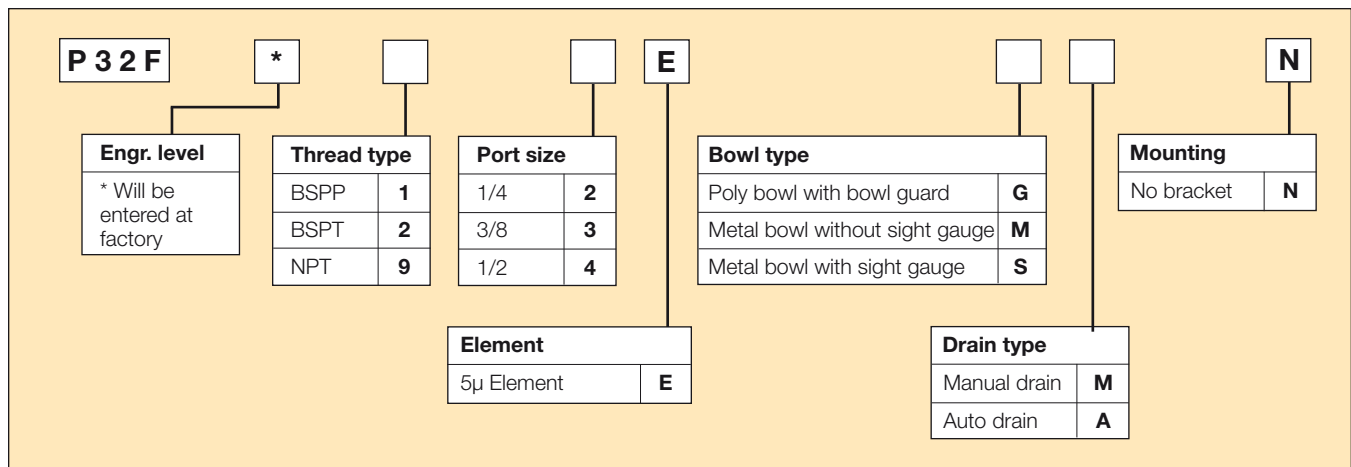 P 3 2 F * E N
Engr. level
* Will be
entered at
factory
Thread type
BSPP 1
BSPT 2
NPT 9
Port size
1/4 2
3/8 3
1/2 4
Bowl type
Poly bowl with bowl guard G
Metal bowl without sight gauge M
Metal bowl with sight gauge S
Mounting
No bracket N
Element
5µ Element E
Drain type
Manual drain M
Auto drain A